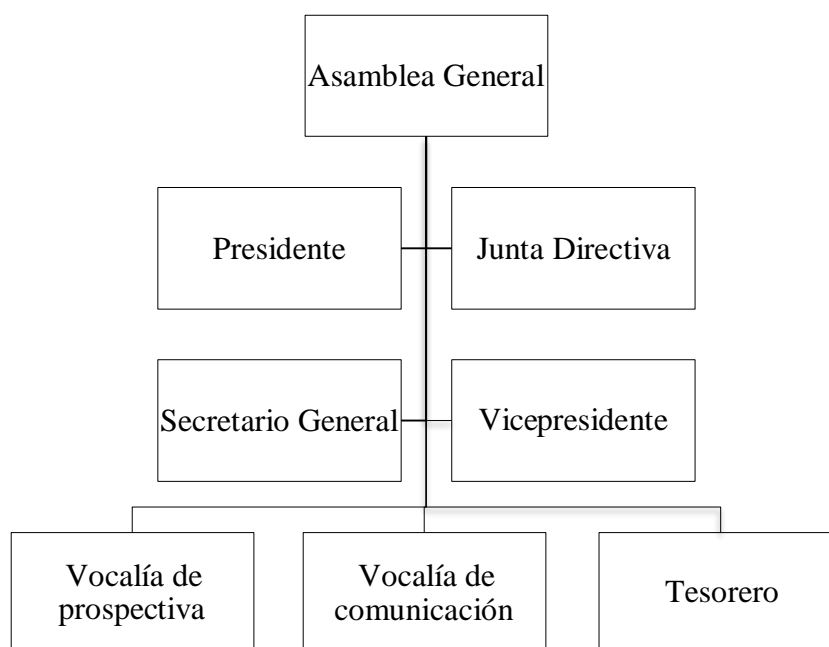 Asamblea General
Presidente
Junta Directiva
Secretario General
Vicepresidente
Vocalía de
prospectiva
Vocalía de
comunicación
Tesorero